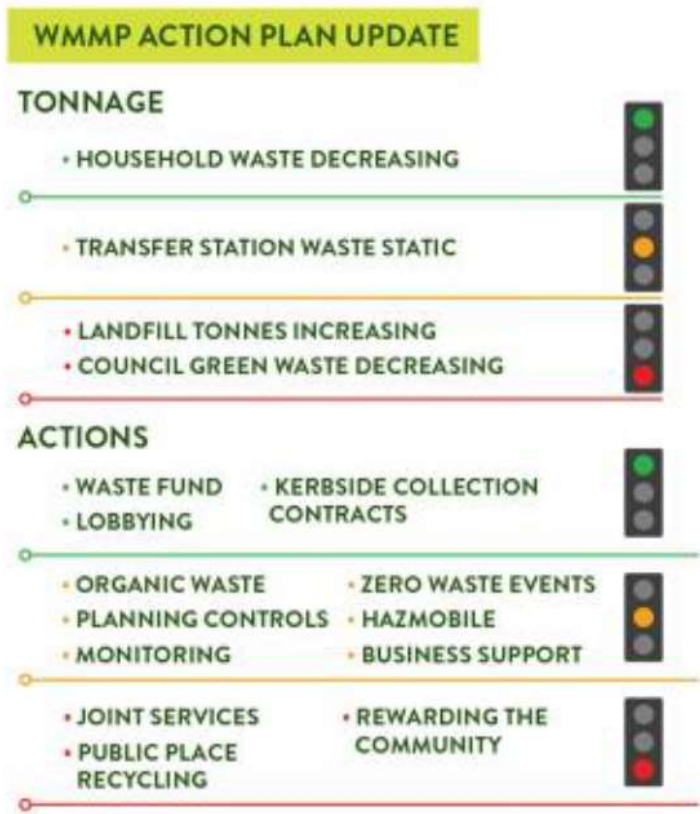 WMMP ACTION PLAN UPDATE
TONNAGE
• HOUSEHOLD WASTE DECREASING
• TRANSFER STATION WASTE STATIC
• LANDFILL TONNES INCREASING
• COUNCIL GREEN WASTE DECREASING
ACTIONS
• WASTE FUND
• LOBBYING
• KERBSIDE COLLECTION
CONTRACTS
• ORGANIC WASTE
• PLANNING CONTROLS
• MONITORING
• ZERO WASTE EVENTS
• HAZMOBILE
• BUSINESS SUPPORT
• JOINT SERVICES
• PUBLIC PLACE
RECYCLING
• REWARDING THE
COMMUNITY